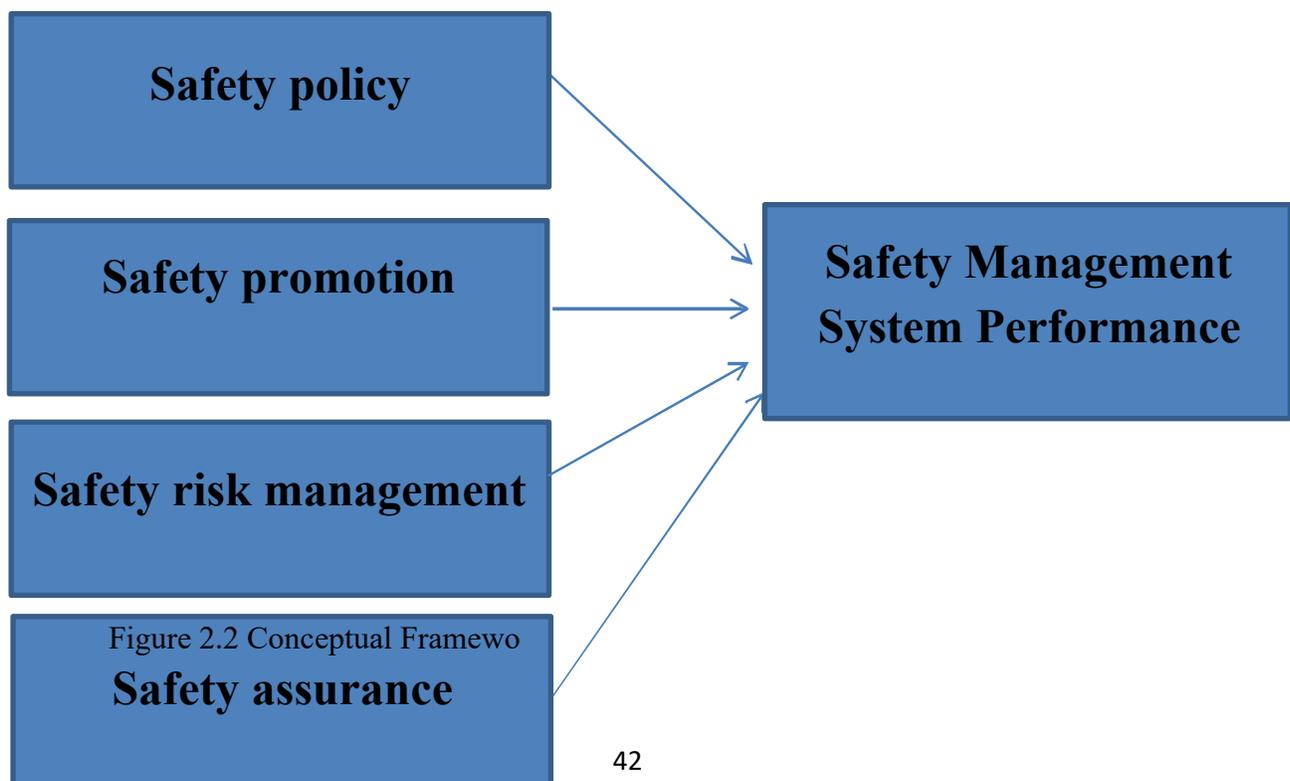 Safety policy
Safety promotion
Safety risk management
Figure 2.2 Conceptual Framewo
Safety assurance
Safety Management
System Performance
42